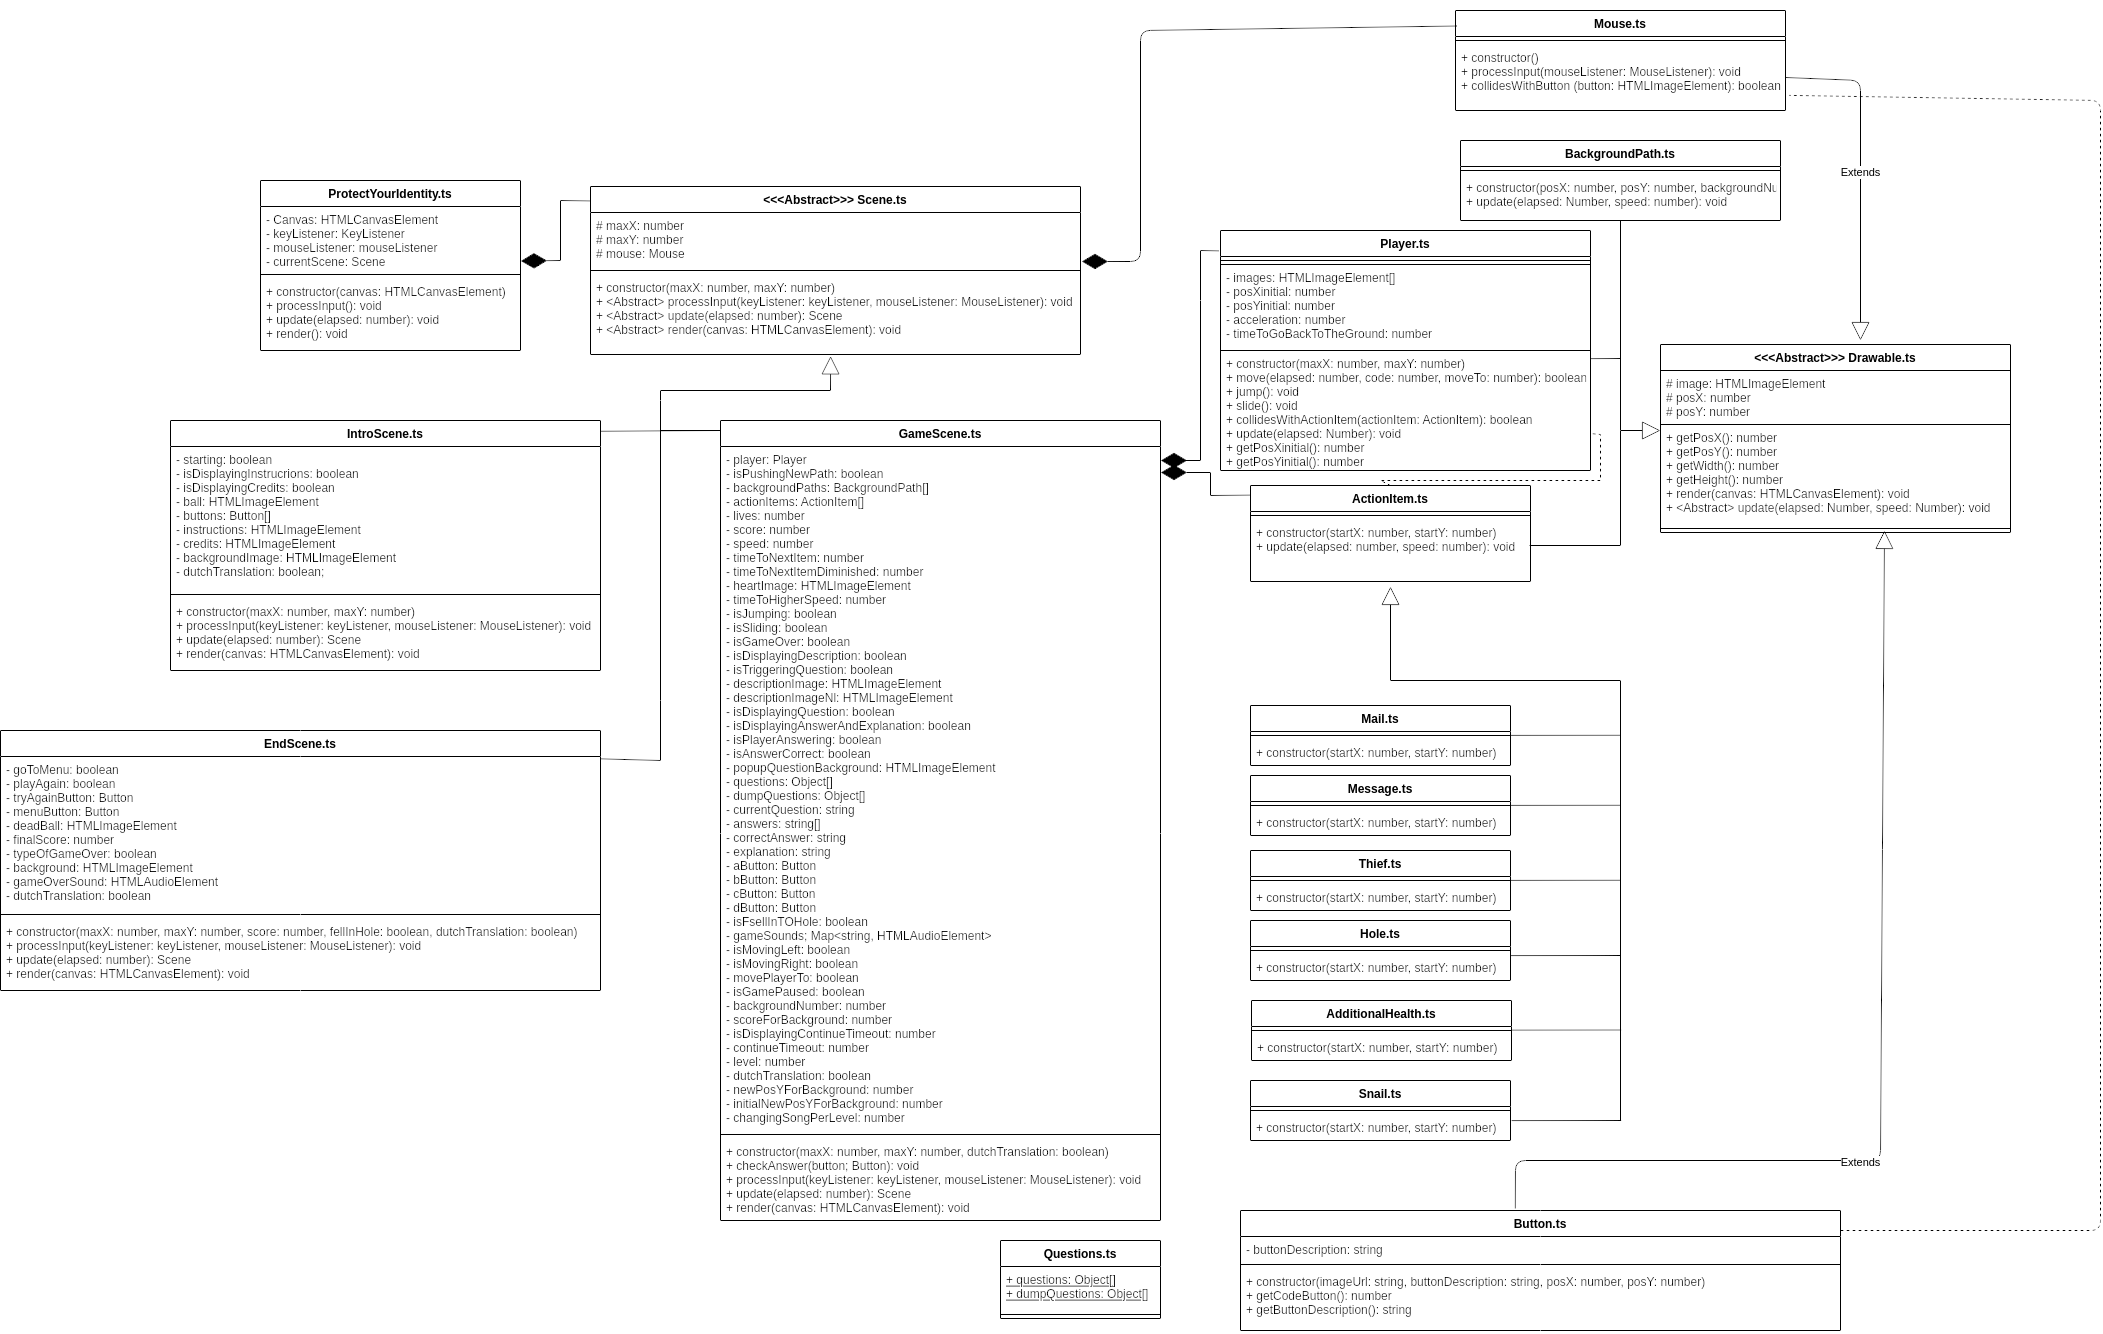 Mouse.ts
+ constructor()
+ processInput(mouseListener: MouseListener): void
+ collidesWithButton (button: HTMLImageElement): boolean
BackgroundPath.ts
+ constructor(posX: number, posY: number, backgroundNu
+ update(elapsed: Number, speed: number): void
Extends
ProtectYourIdentity.ts
- Canvas: HTMLCanvasElement
- keyListener: KeyListener
- mouseListener: mouseListener
- currentScene: Scene
+ constructor(canvas: HTMLCanvasElement)
+ processInput(): void
+ update(elapsed: number): void
+ render(): void
<<<Abstract>>> Scene.ts
# maxX: number
# maxY: number
# mouse: Mouse
+ constructor(maxX: number, maxY: number)
+ <Abstract> processInput(keyListener: keyListener, mouseListener: MouseListener): void
+ <Abstract> update(elapsed: number): Scene
+ <Abstract> render(canvas: HTMLCanvasElement): void
Player.ts
- images: HTMLImageElement[]
- posXinitial: number
- posYinitial: number
- acceleration: number
- timeToGoBackToTheGround: number
+ constructor(maxX: number, maxY: number)
+ move(elapsed: number, code: number, moveTo: number): boolean
+ jump(): void
+ slide(): void
+ collidesWithActionItem(actionItem: ActionItem): boolean
+ update(elapsed: Number): void
+ getPosXinitial(): number
+ getPosYinitial(): number
<<<Abstract>>> Drawable.ts
# image: HTMLImageElement
# posX: number
# posY: number
+ getPosX(): number
+ getPosY(): number
+ getWidth(): number
+ getHeight(): number
+ render(canvas: HTMLCanvasElement): void
+ <Abstract> update(elapsed: Number, speed: Number): void
IntroScene.ts
- starting: boolean
- isDisplayingInstrucrions: boolean
- isDisplayingCredits: boolean
- ball: HTMLImageElement
- buttons: Button[]
- instructions: HTMLImageElement
- credits: HTMLImageElement
- backgroundImage: HTMLImageElement
- dutchTranslation: boolean;
+ constructor(maxX: number, maxY: number)
+ processInput(keyListener: keyListener, mouseListener: MouseListener): void
+ update(elapsed: number): Scene
+ render(canvas: HTMLCanvasElement): void
GameScene.ts
- player: Player
- isPushingNewPath: boolean
- backgroundPaths: BackgroundPath[]
- actionItems: ActionItem[]
- lives: number
- score: number
- speed: number
- timeToNextItem: number
- timeToNextItemDiminished: number
- heartImage: HTMLImageElement
- timeToHigherSpeed: number
- isJumping: boolean
- isSliding: boolean
- isGameOver: boolean
- isDisplayingDescription: boolean
- isTriggeringQuestion: boolean
- descriptionImage: HTMLImageElement
- descriptionImageNl: HTMLImageElement
- isDisplayingQuestion: boolean
- isDisplayingAnswerAndExplanation: boolean
- isPlayerAnswering: boolean
- isAnswerCorrect: boolean
- popupQuestionBackground: HTMLImageElement
- questions: Object[]
- dumpQuestions: Object[]
- currentQuestion: string
- answers: string[]
- correctAnswer: string
- explanation: string
- aButton: Button
- bButton: Button
- cButton: Button
- dButton: Button
- isFsellInTOHole: boolean
- gameSounds; Map<string, HTMLAudioElement>
- isMovingLeft: boolean
- isMovingRight: boolean
- movePlayerTo: boolean
- isGamePaused: boolean
- backgroundNumber: number
- scoreForBackground: number
- isDisplayingContinueTimeout: number
- continueTimeout: number
- level: number
- dutchTranslation: boolean
- newPosYForBackground: number
- initialNewPosYForBackground: number
- changingSongPerLevel: number
+ constructor(maxX: number, maxY: number, dutchTranslation: boolean)
+ checkAnswer(button; Button): void
+ processInput(keyListener: keyListener, mouseListener: MouseListener): void
+ update(elapsed: number): Scene
+ render(canvas: HTMLCanvasElement): void
ActionItem.ts
+ constructor(startX: number, startY: number)
+ update(elapsed: number, speed: number): void
EndScene.ts
- goToMenu: boolean
- playAgain: boolean
- tryAgainButton: Button
- menuButton: Button
- deadBall: HTMLImageElement
- finalScore: number
- typeOfGameOver: boolean
- background: HTMLImageElement
- gameOverSound: HTMLAudioElement
- dutchTranslation: boolean
+ constructor(maxX: number, maxY: number, score: number, fellInHole: boolean, dutchTranslation: boolean)
+ processInput(keyListener: keyListener, mouseListener: MouseListener): void
+ update(elapsed: number): Scene
+ render(canvas: HTMLCanvasElement): void
Mail.ts
+ constructor(startX: number, startY: number)
Message.ts
+ constructor(startX: number, startY: number)
Thief.ts
+ constructor(startX: number, startY: number)
Hole.ts
+ constructor(startX: number, startY: number)
AdditionalHealth.ts
+ constructor(startX: number, startY: number)
Snail.ts
+ constructor(startX: number, startY: number)
Extends
Questions.ts
+ questions: Object[]
+ dumpQuestions: Object[]
Button.ts
- buttonDescription: string
+ constructor(imageUrl: string, buttonDescription: string, posX: number, posY: number)
+ getCodeButton(): number
+ getButtonDescription(): string